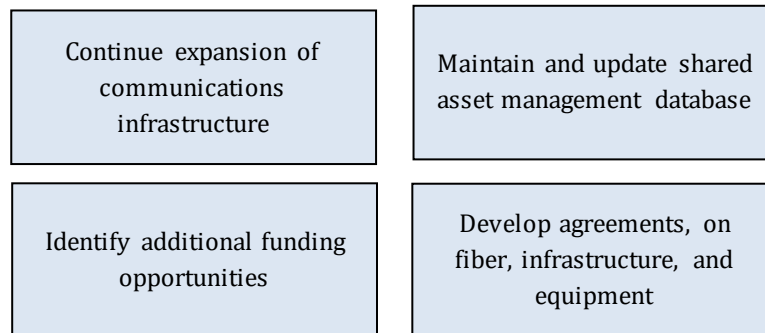 Continue expansion of
communications
infrastructure
Maintain and update shared
asset management database
Identify additional funding
opportunities
Develop agreements, on
fiber, infrastructure, and
equipment